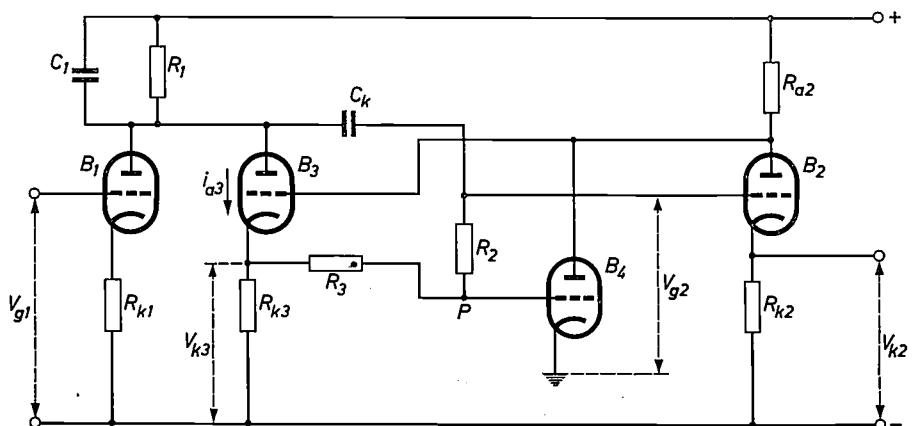 +
C1
R1
Ck
Ra2
B1
B3
B2
ia3
R2
B4
Vg1
Rk1
Vk3
Rk3
R3
P
Vg2
Rk2
Vk2
-